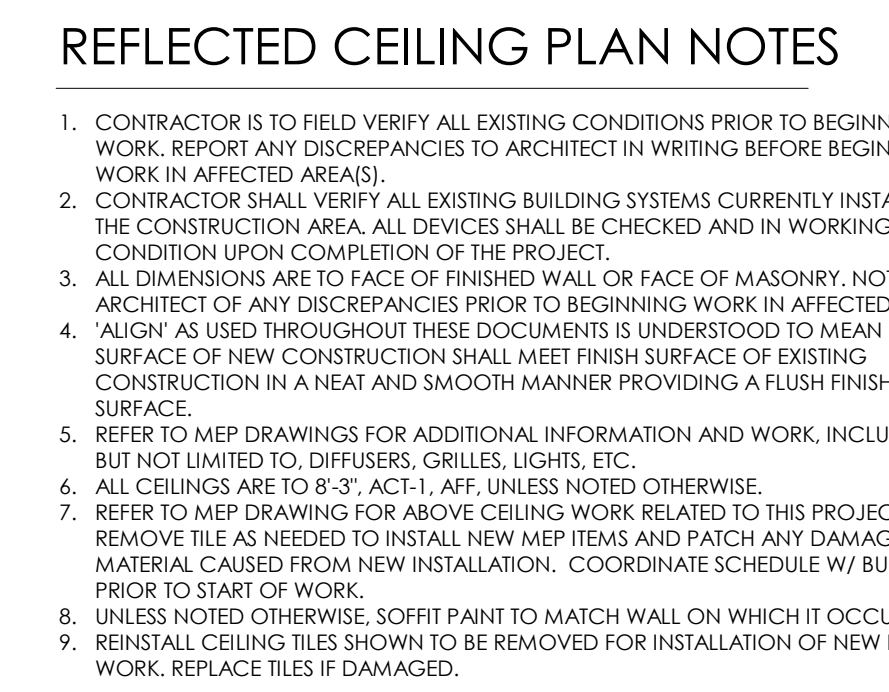 REFLECTED CEILING PLAN NOTES
1. CONTRACTOR IS TO FIELD VERIFY ALL EXISTING CONDITIONS PRIOR TO
WORK. REPORT ANY DISCREPANCIES TO ARCHITECT IN WRITING BEFORE
WORK IN AFFECTED AREA(S).
2. CONTRACTOR SHALL VERIFY ALL EXISTING BUILDING SYSTEMS CURRENTLY
THE CONSTRUCTION AREA. ALL DEVICES SHALL BE CHECKED AND IN WORKING
CONDITION UPON COMPLETION OF THE PROJECT.
3. ALL DIMENSIONS ARE TO FACE OF FINISHED WALL OR FACE OF MASONRY.
ARCHITECT OF ANY DISCREPANCIES PRIOR TO BEGINNING WORK IN AFFECTED
4. 'ALIGN' AS USED THROUGHOUT THESE DOCUMENTS IS UNDERSTOOD TO MEAN
SURFACE OF NEW CONSTRUCTION SHALL MEET FINISH SURFACE OF EXISTING
CONSTRUCTION IN A NEAT AND SMOOTH MANNER PROVIDING A FLUSH FINISH
SURFACE.
5. REFER TO MEP DRAWINGS FOR ADDITIONAL INFORMATION AND WORK,
BUT NOT LIMITED TO, DIFFUSERS, GRILLES, LIGHTS, ETC.
6. ALL CEILINGS ARE TO 8'-3", ACT-1, AFF, UNLESS NOTED OTHERWISE.
7. REFER TO MEP DRAWING FOR ABOVE CEILING WORK RELATED TO THIS
REMOVE TILE AS NEEDED TO INSTALL NEW MEP ITEMS AND PATCH ANY
MATERIAL CAUSED FROM NEW INSTALLATION. COORDINATE SCHEDULE W/
PRIOR TO START OF WORK.
8. UNLESS NOTED OTHERWISE, SOFFIT PAINT TO MATCH WALL ON WHICH IT
9. REINSTALL CEILING TILES SHOWN TO BE REMOVED FOR INSTALLATION OF NEW
WORK. REPLACE TILES IF DAMAGED.